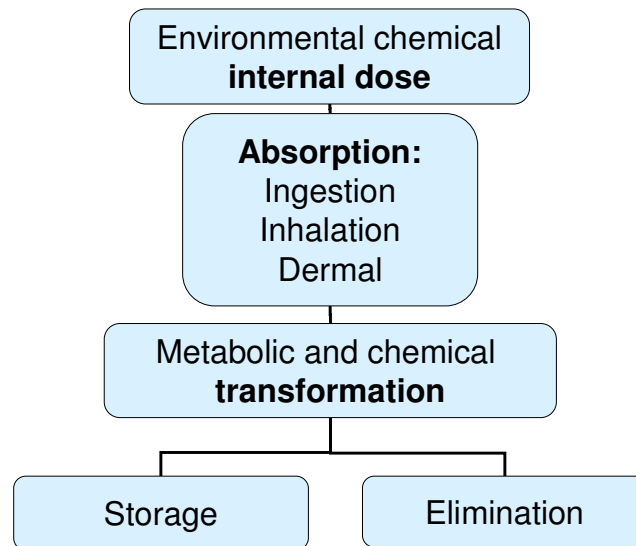 Environmental chemical
internal dose
Absorption:
Ingestion
Inhalation
Dermal
Metabolic and chemical
transformation
Storage
Elimination